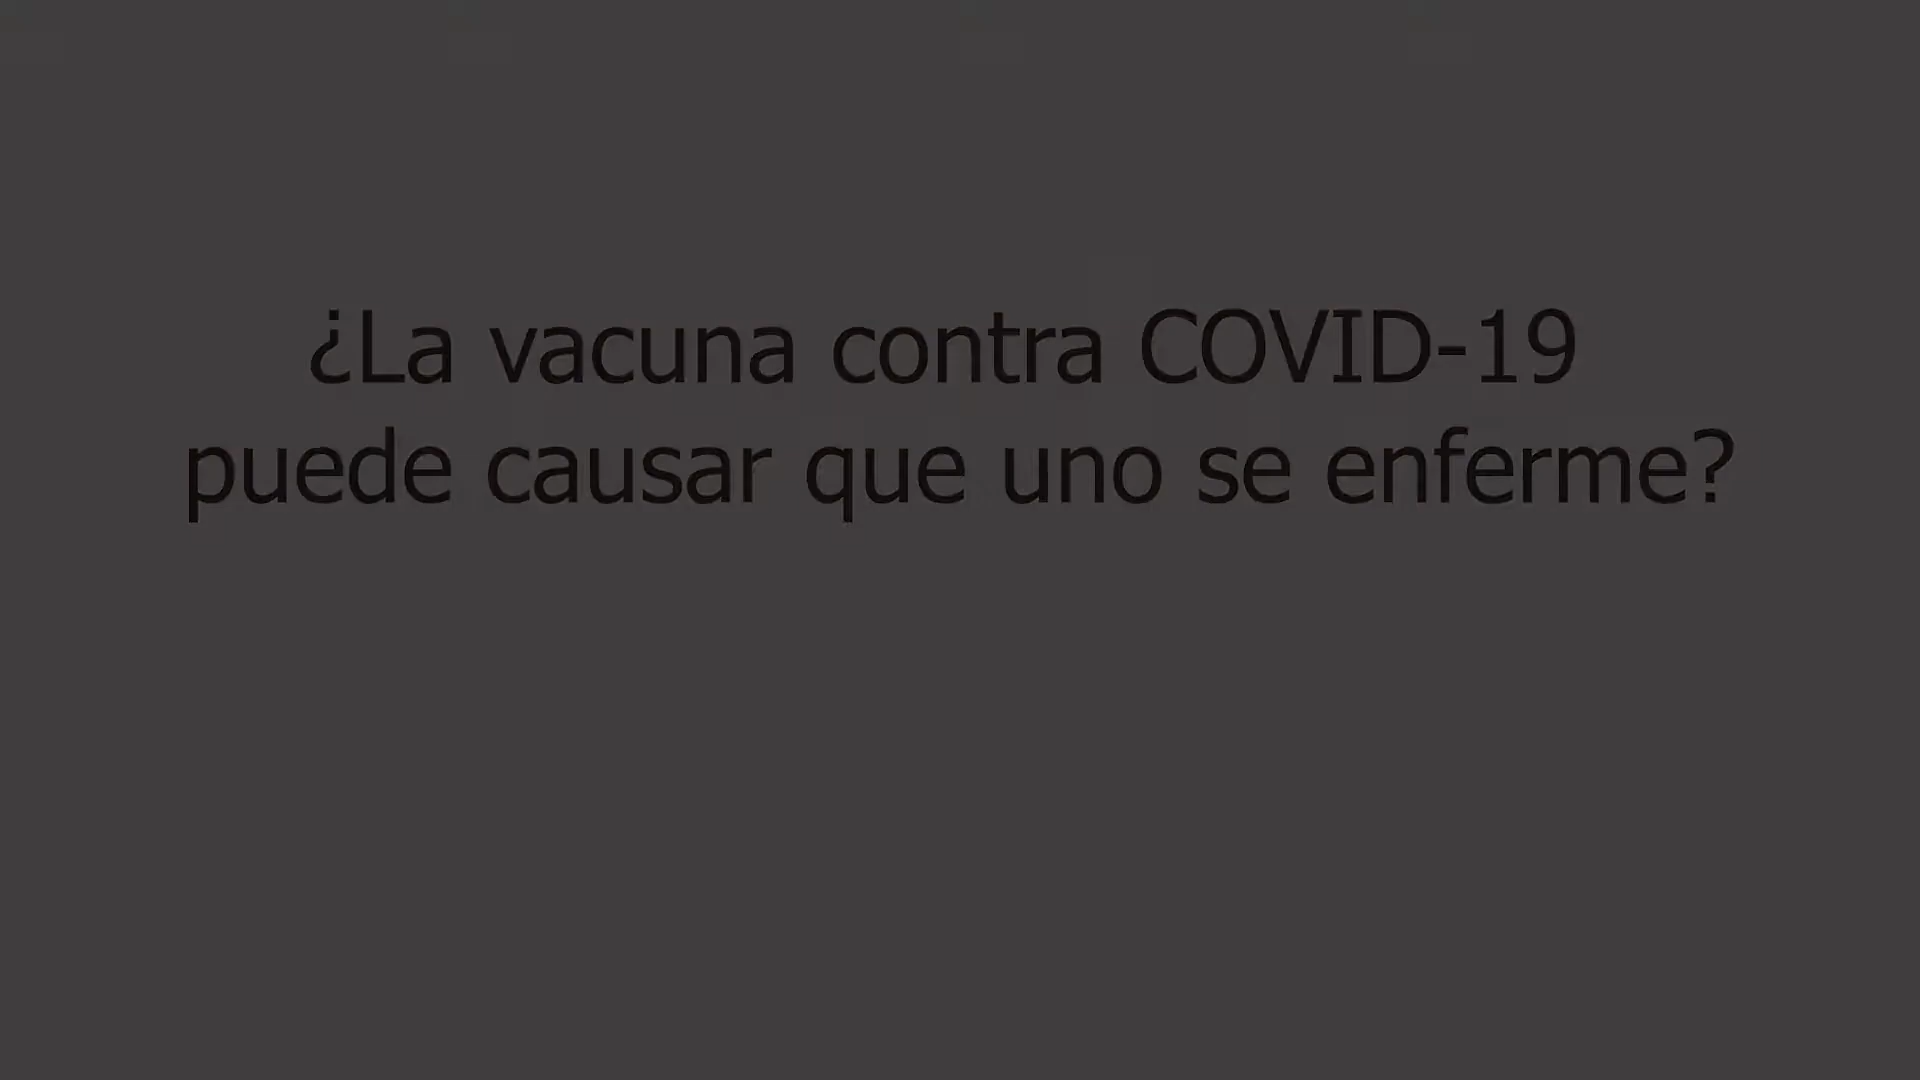 ¿La vacuna contra COVID-19
puede causar que uno se enferme?